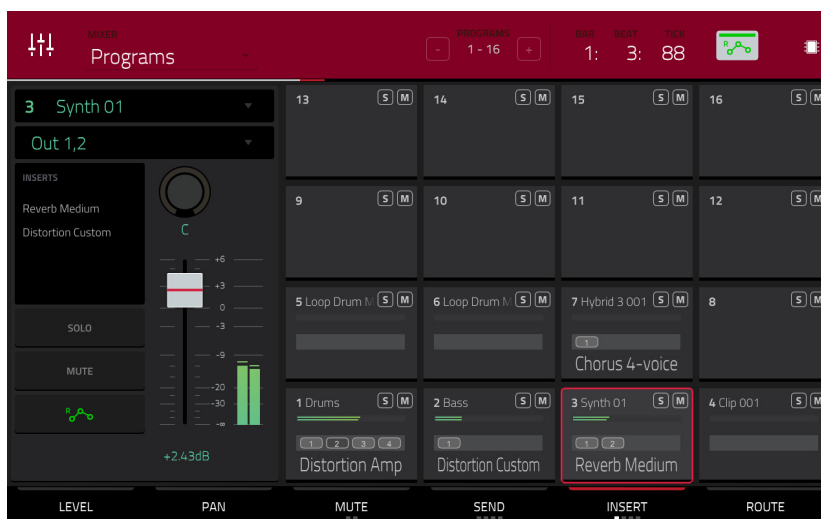 MIXER
Programs
PROGRAMS
- 1 - 16 +
BAR BEAT TICK
1: 3: 88
R
3 Synth 01
Out 1,2
INSERTS
Reverb Medium
Distortion Custom
C
+6
+3
0
-3
-9
-20
-30
-∞
+2.43dB
SOLO
MUTE
R
13 S M
14 S M
15 S M
16 S M
9 S M
10 S M
11 S M
12 S M
5 Loop Drum M S M
6 Loop Drum M S M
7 Hybrid 3 001 S M
1
Chorus 4-voice
8 S M
1 Drums S M
1 2 3 4
Distortion Amp
2 Bass S M
1
Distortion Custom
3 Synth 01 S M
1 2
Reverb Medium
4 Clip 001 S M
LEVEL PAN MUTE SEND INSERT ROUTE